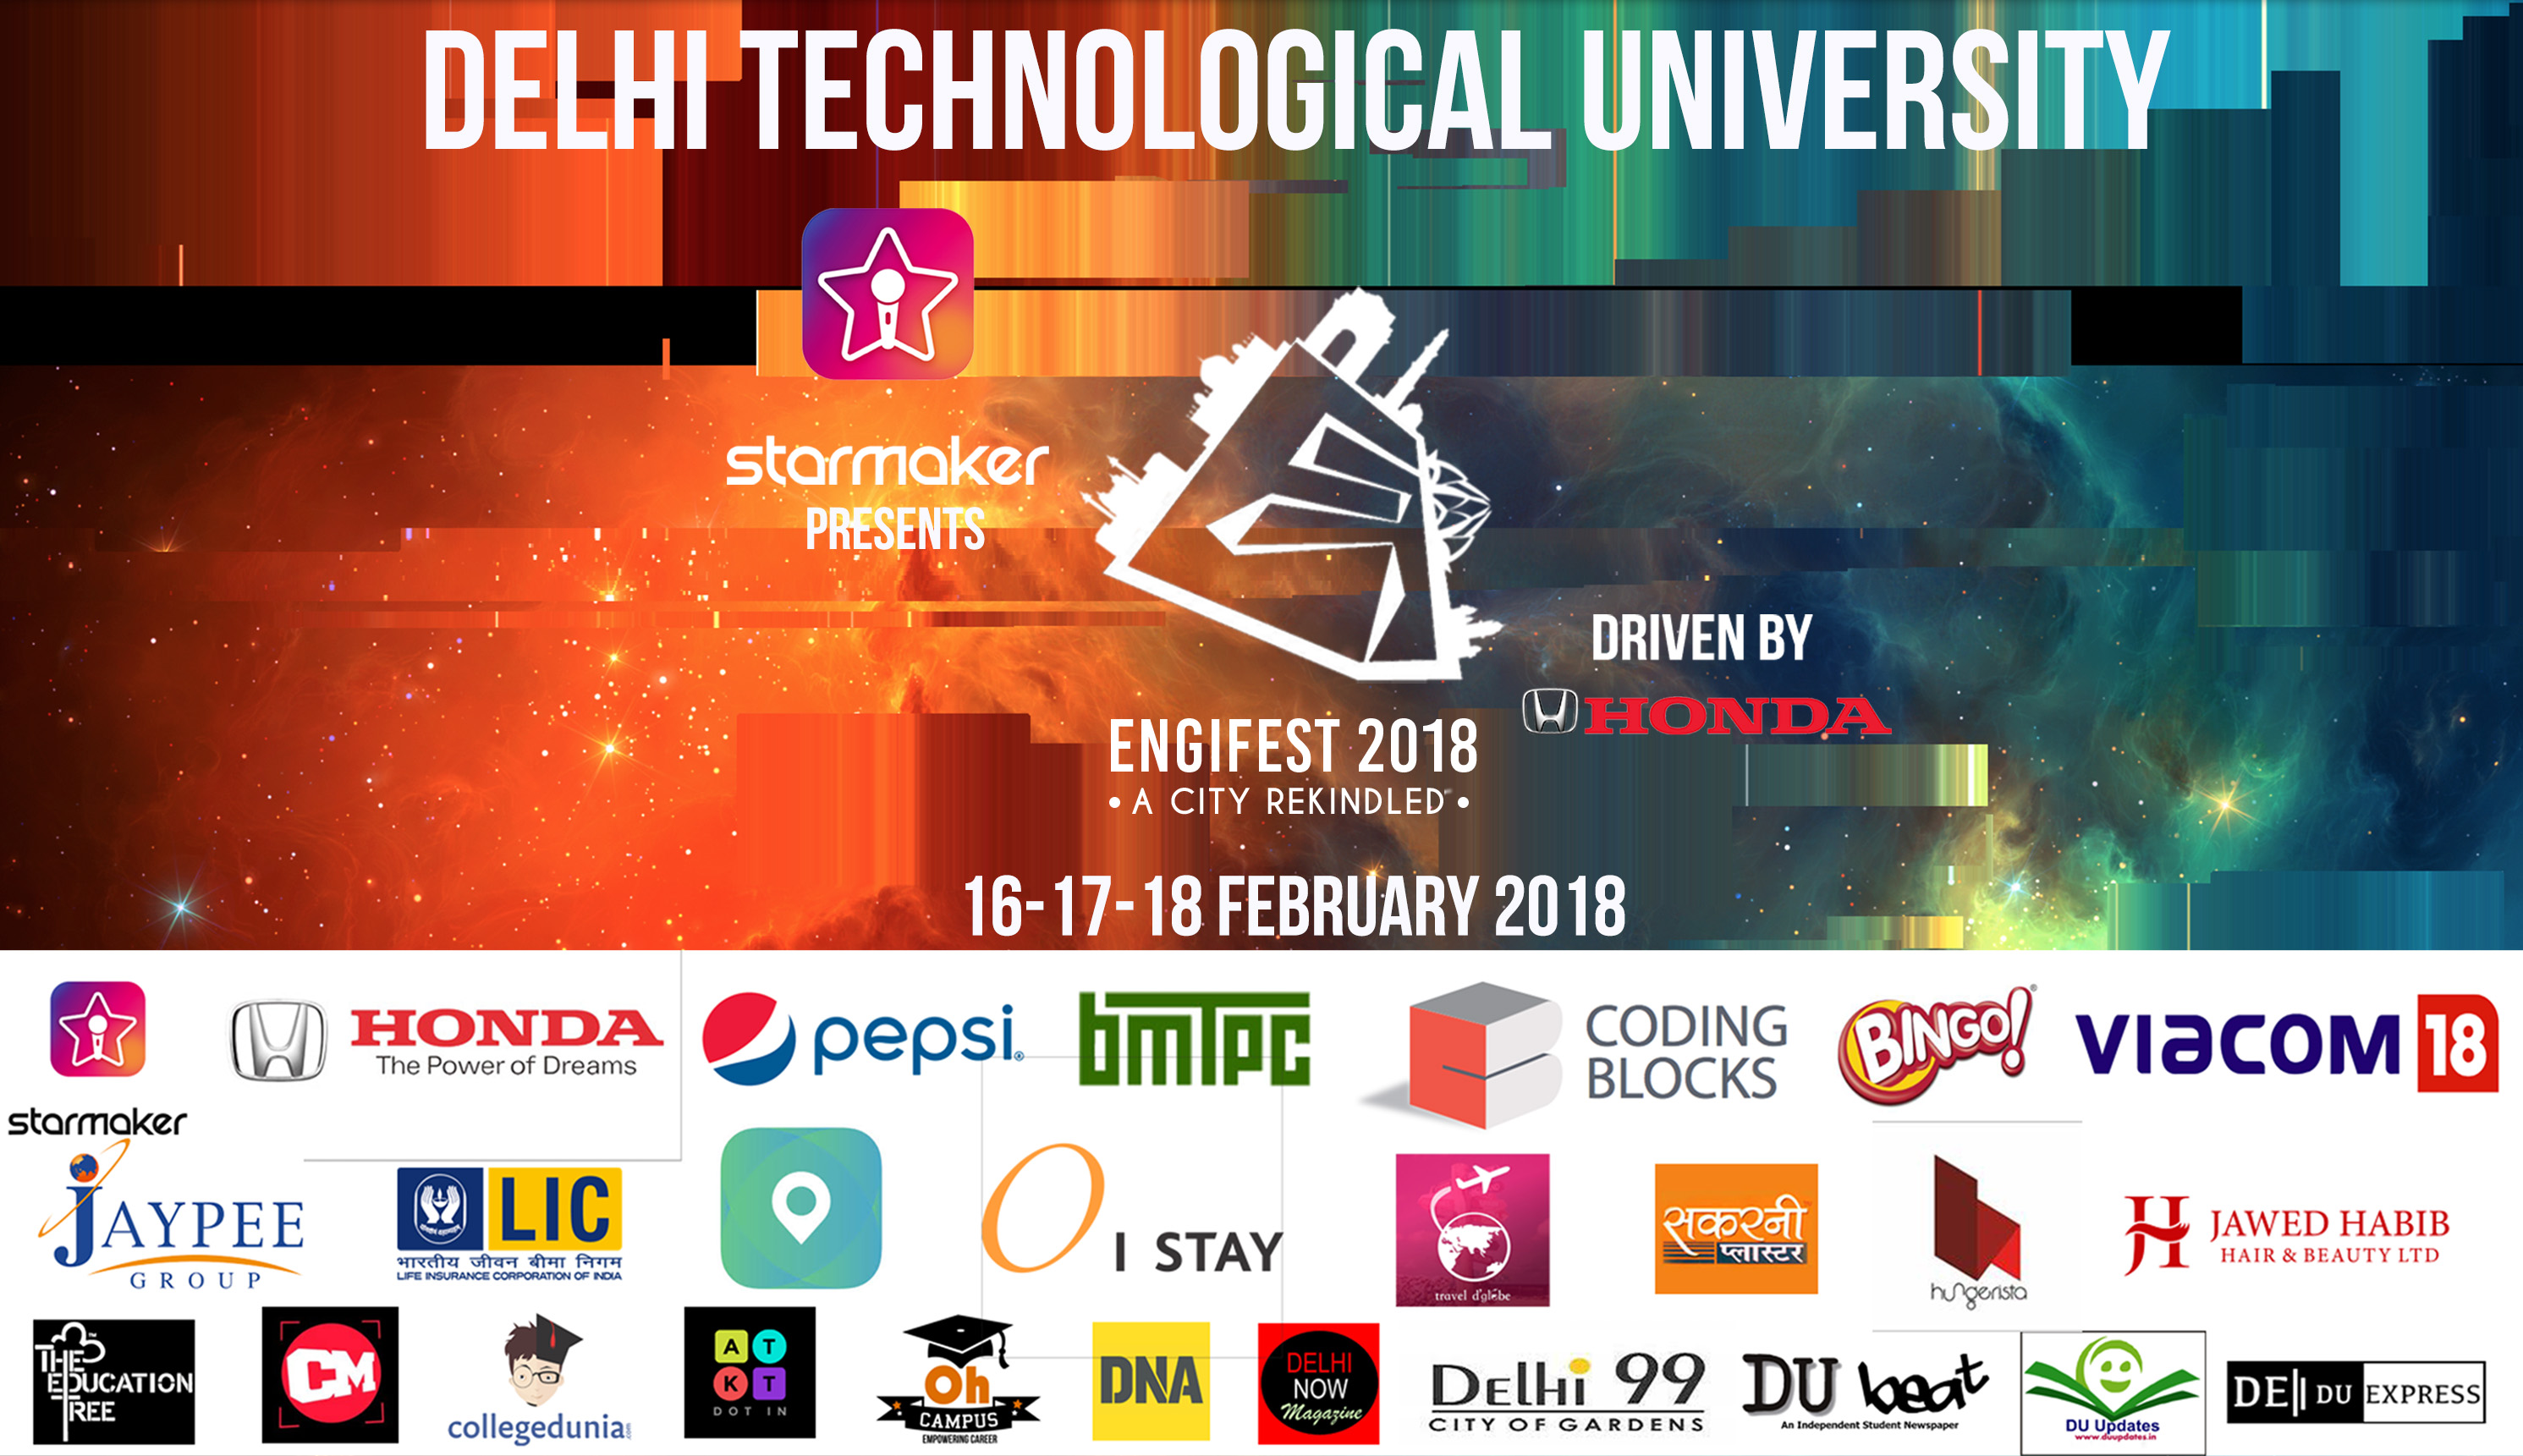 DELHI TECHNOLOGICAL UNIVERSITY
starmaker
PRESENTS
DRIVEN BY
HONDA
ENGIFEST 2018
• A CITY REKINDLED •
16-17-18 FEBRUARY 2018
starmaker
HONDA
The Power of Dreams
pepsi
bmTpc
CODING
BLOCKS
BINGO!
VIACOM 18
JAYPEE
GROUP
LIC
भारतीय जीवन बीमा निगम
LIFE INSURANCE CORPORATION OF INDIA
O I STAY
travel d'globe
सकरनी
प्लास्टर
hungerista
JAWED HABIB
HAIR & BEAUTY LTD
THE
EDUCATION
TREE
CM
collegedunia.com
A T
K T
DOT IN
Oh
CAMPUS
EMPOWERING CAREER
DNA
DELHI
NOW
Magazine
DElhi 99
CITY OF GARDENS
DU beat
An Independent Student Newspaper
DU Updates
www.duupdates.in
DE|| DU EXPRESS